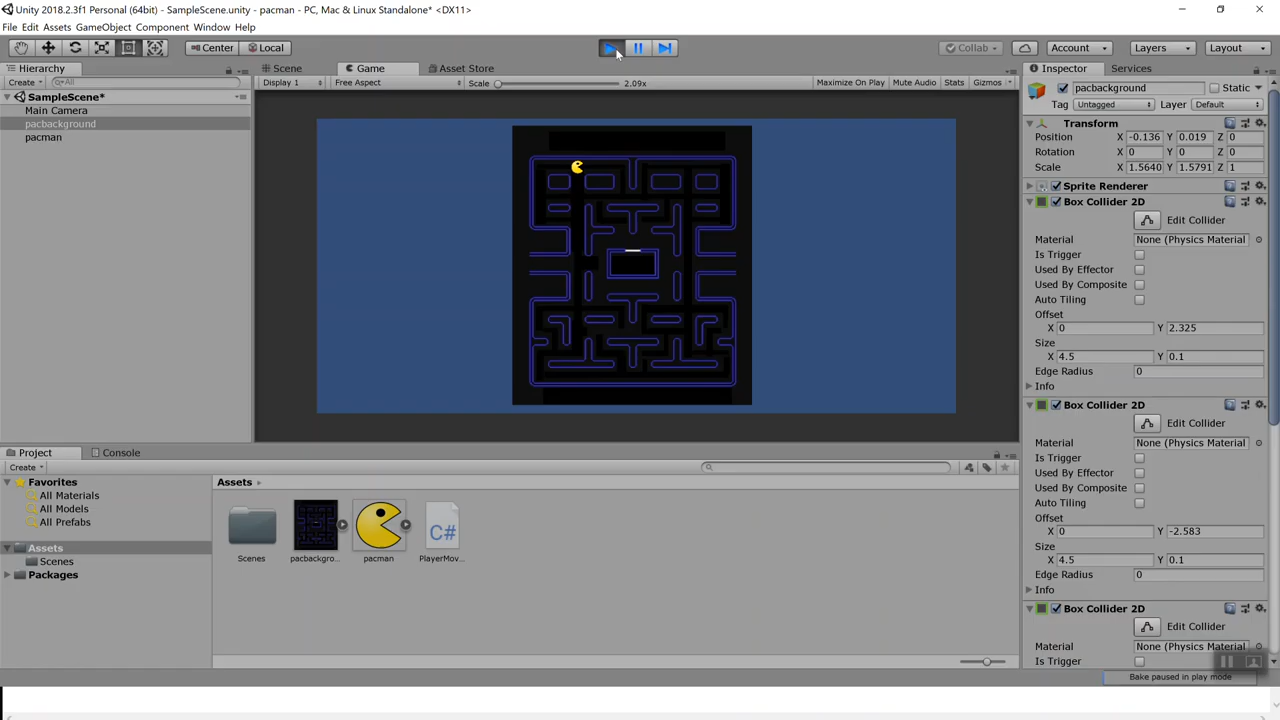 Unity 2018.2.3f1 Personal (64bit) - SampleScene.unity - pacman - PC, Mac & Linux Standalone* <DX11>
File Edit Assets GameObject Component Window Help
Center Local Collab Account Layers Layout
Hierarchy Scene Game Asset Store Inspector Services
Create All Display 1 Free Aspect Scale 2.09x Maximize On Play Mute Audio Stats Gizmos
pacbackground Static
SampleScene*
Tag Untagged Layer Default
Main Camera
pacbackground
pacman
Transform
Position X -0.136 Y 0.019 Z 0
Rotation X 0 Y 0 Z 0
Scale X 1.5640 Y 1.5791 Z 1
Sprite Renderer
Box Collider 2D
Edit Collider
Material None (Physics Material
Is Trigger
Used By Effector
Used By Composite
Auto Tiling
Offset
X 0 Y 2.325
Size
X 4.5 Y 0.1
Edge Radius 0
Info
Box Collider 2D
Edit Collider
Material None (Physics Material
Is Trigger
Used By Effector
Used By Composite
Auto Tiling
Offset
X 0 Y -2.583
Size
X 4.5 Y 0.1
Edge Radius 0
Info
Box Collider 2D
Edit Collider
Material None (Physics Material
Is Trigger
Project Console
Create
Favorites
All Materials
All Models
All Prefabs
Assets
Scenes
Packages
Assets
C#
Scenes pacbackgro... pacman PlayerMov...
Bake paused in play mode